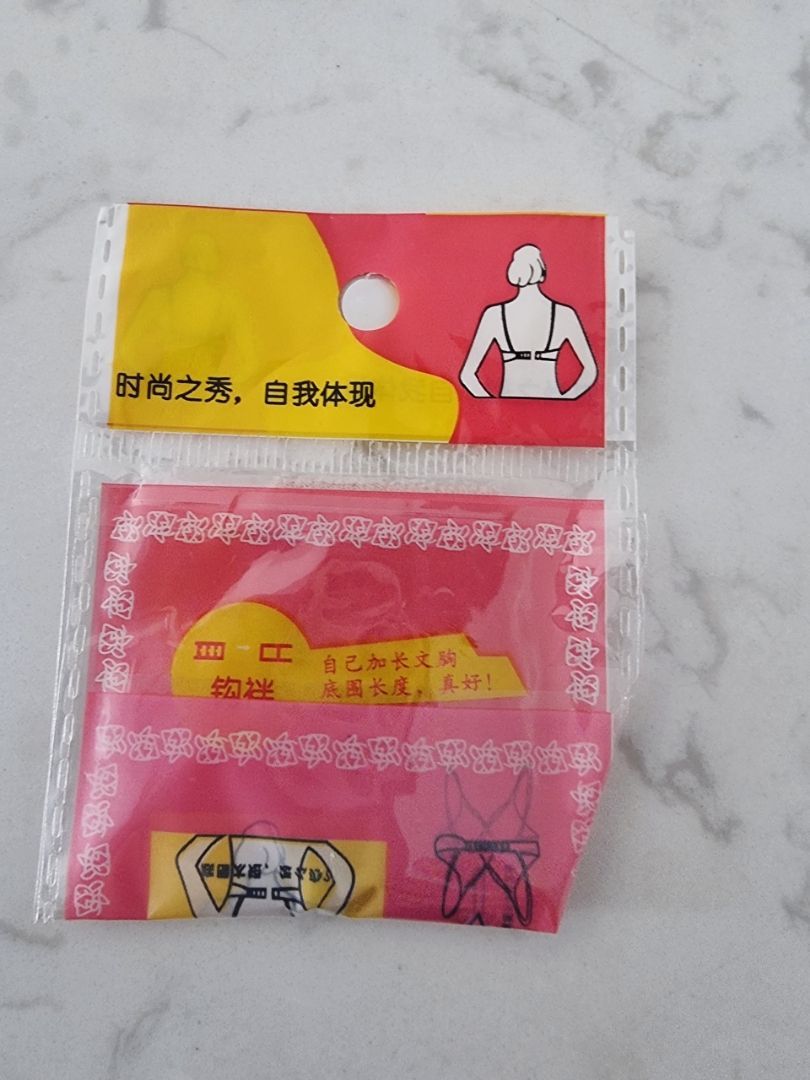 时尚之秀，自我体现
自己加长文胸
底围长度，真好！
钩袢